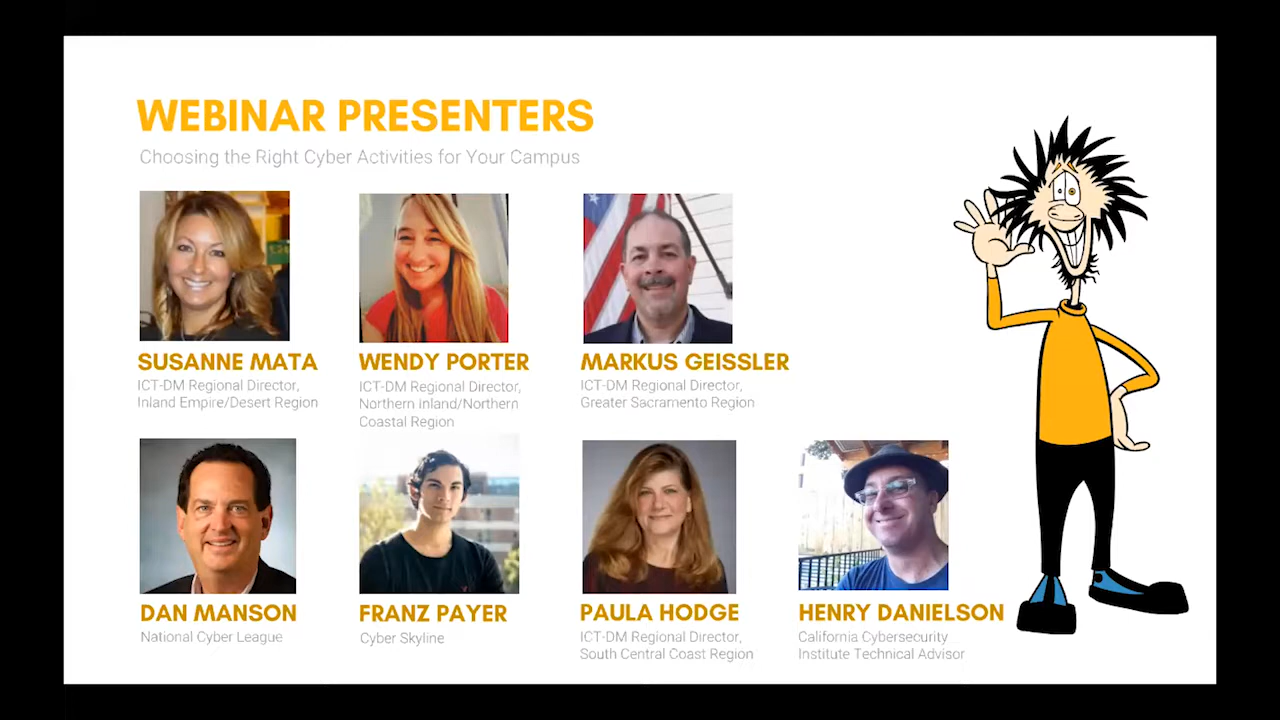 WEBINAR PRESENTERS
Choosing the Right Cyber Activities for Your Campus
SUSANNE MATA
ICT-DM Regional Director,
Inland Empire/Desert Region
WENDY PORTER
ICT-DM Regional Director,
Northern Inland/Northern
Coastal Region
MARKUS GEISSLER
ICT-DM Regional Director,
Greater Sacramento Region
DAN MANSON
National Cyber League
FRANZ PAYER
Cyber Skyline
PAULA HODGE
ICT-DM Regional Director,
South Central Coast Region
HENRY DANIELSON
California Cybersecurity
Institute Technical Advisor